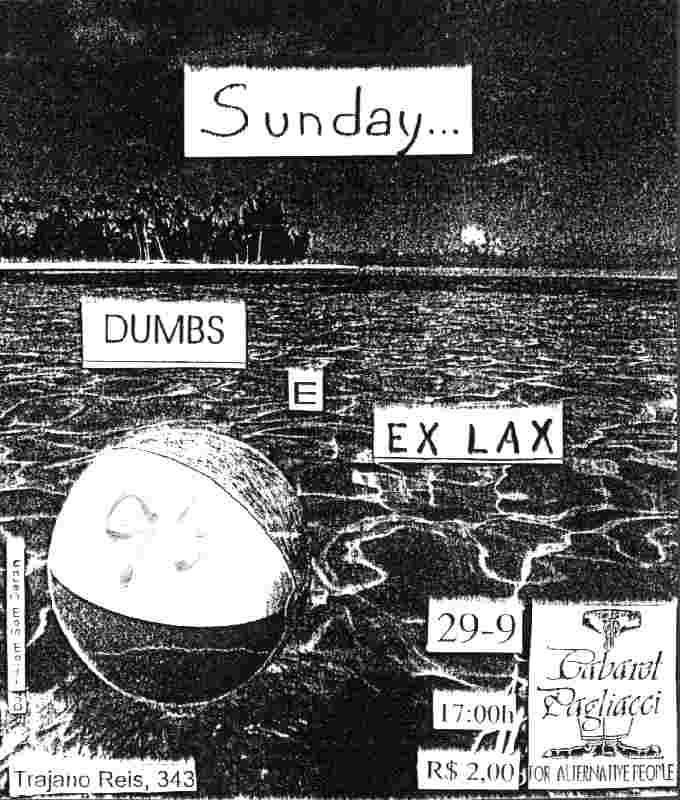 Sunday...
DUMBS
E
EX LAX
29-9
17:00h
R$ 2,00
Cabaret
Pagliacci
FOR ALTERNATIVE PEOPLE
Trajano Reis, 343